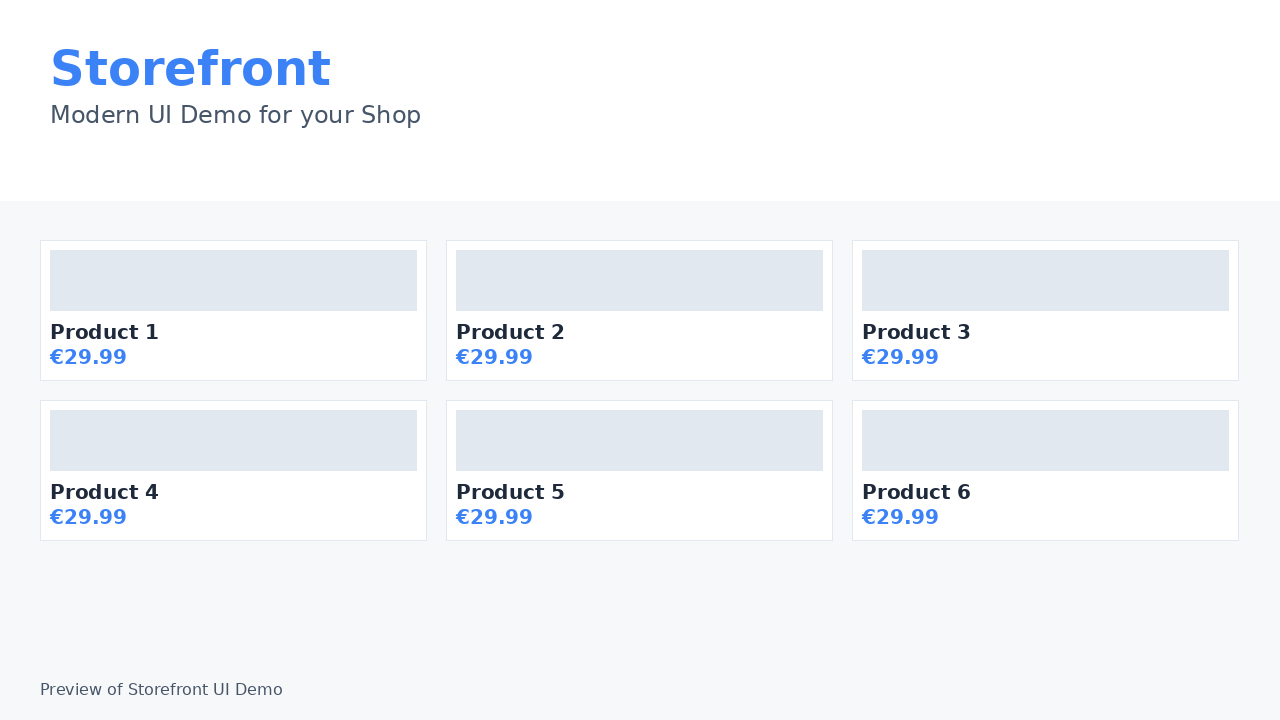 Storefront
Modern UI Demo for your Shop
Product 1
€29.99
Product 2
€29.99
Product 3
€29.99
Product 4
€29.99
Product 5
€29.99
Product 6
€29.99
Preview of Storefront UI Demo